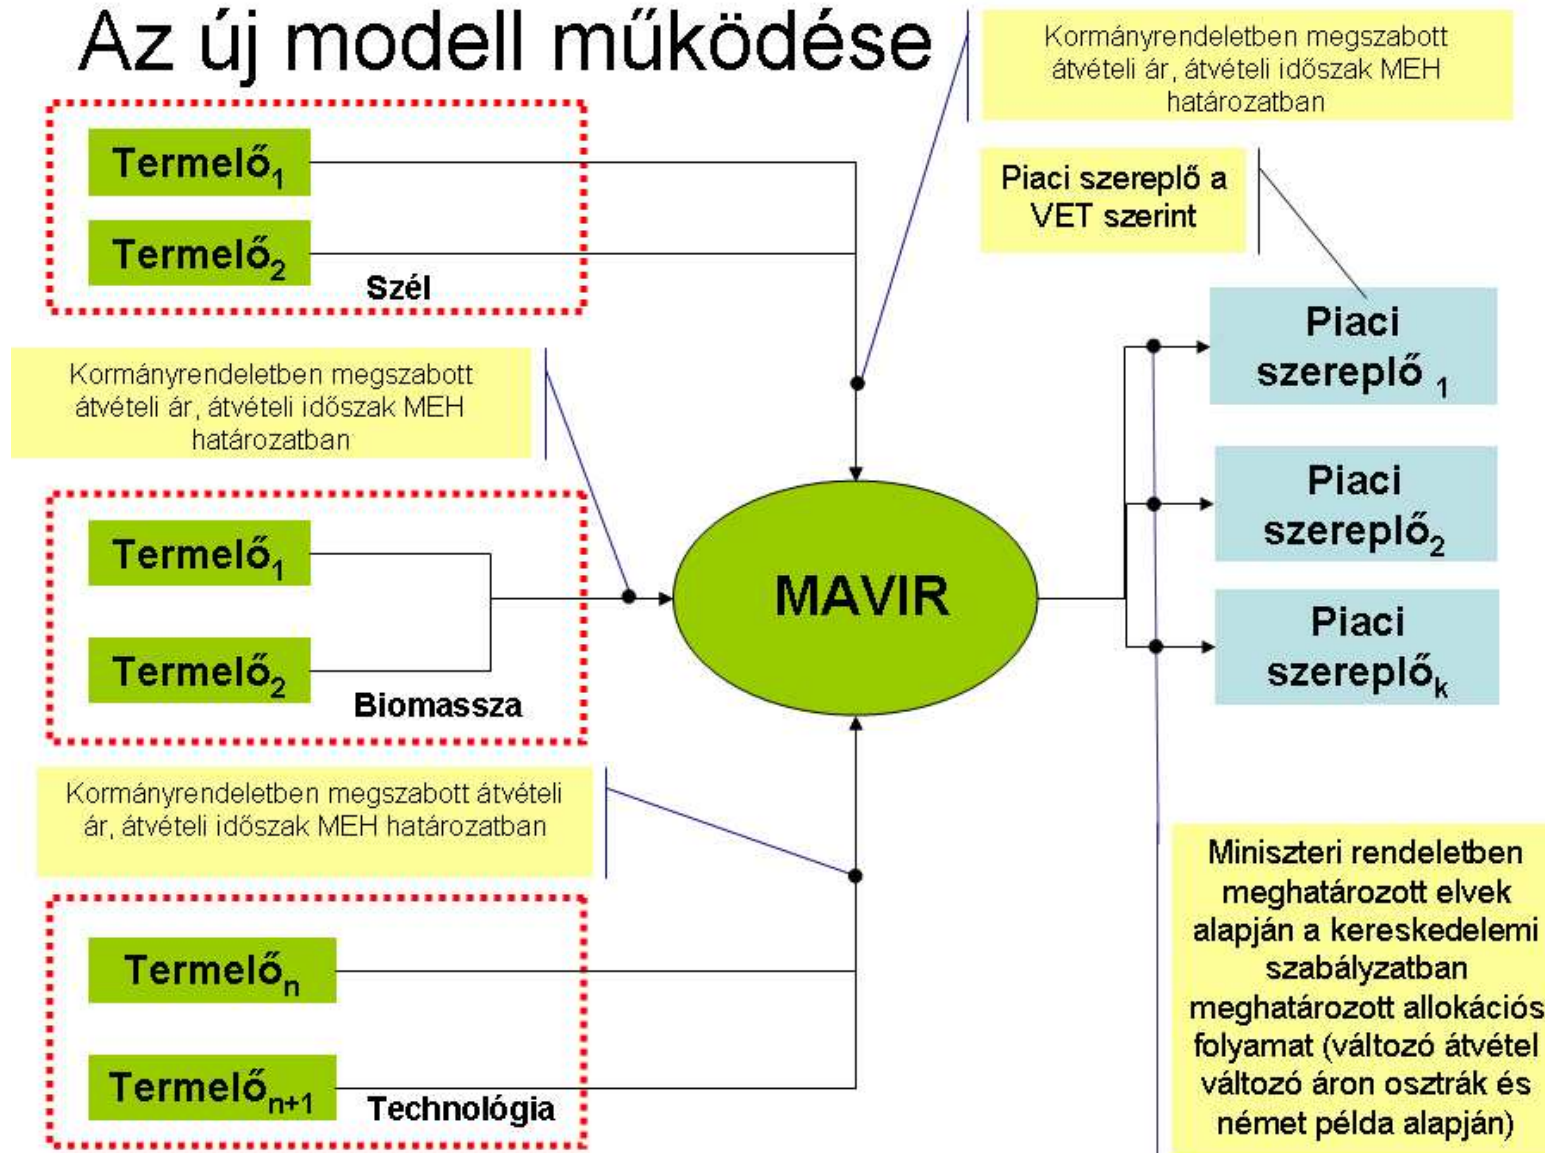 Az új modell működése
Kormányrendeletben megszabott
átvételi ár, átvételi időszak MEH
határozatban
Termelő1
Termelő2
Szél
Piaci szereplő a
VET szerint
Piaci
szereplő 1
Kormányrendeletben megszabott
átvételi ár, átvételi időszak MEH
határozatban
Termelő1
Termelő2
Biomassza
MAVIR
Piaci
szereplő2
Piaci
szereplők
Kormányrendeletben megszabott átvételi
ár, átvételi időszak MEH határozatban
Termelőn
Termelőn+1
Technológia
Miniszteri rendeletben
meghatározott elvek
alapján a kereskedelemi
szabályzatban
meghatározott allokációs
folyamat (változó átvétel
változó áron osztrák és
német példa alapján)